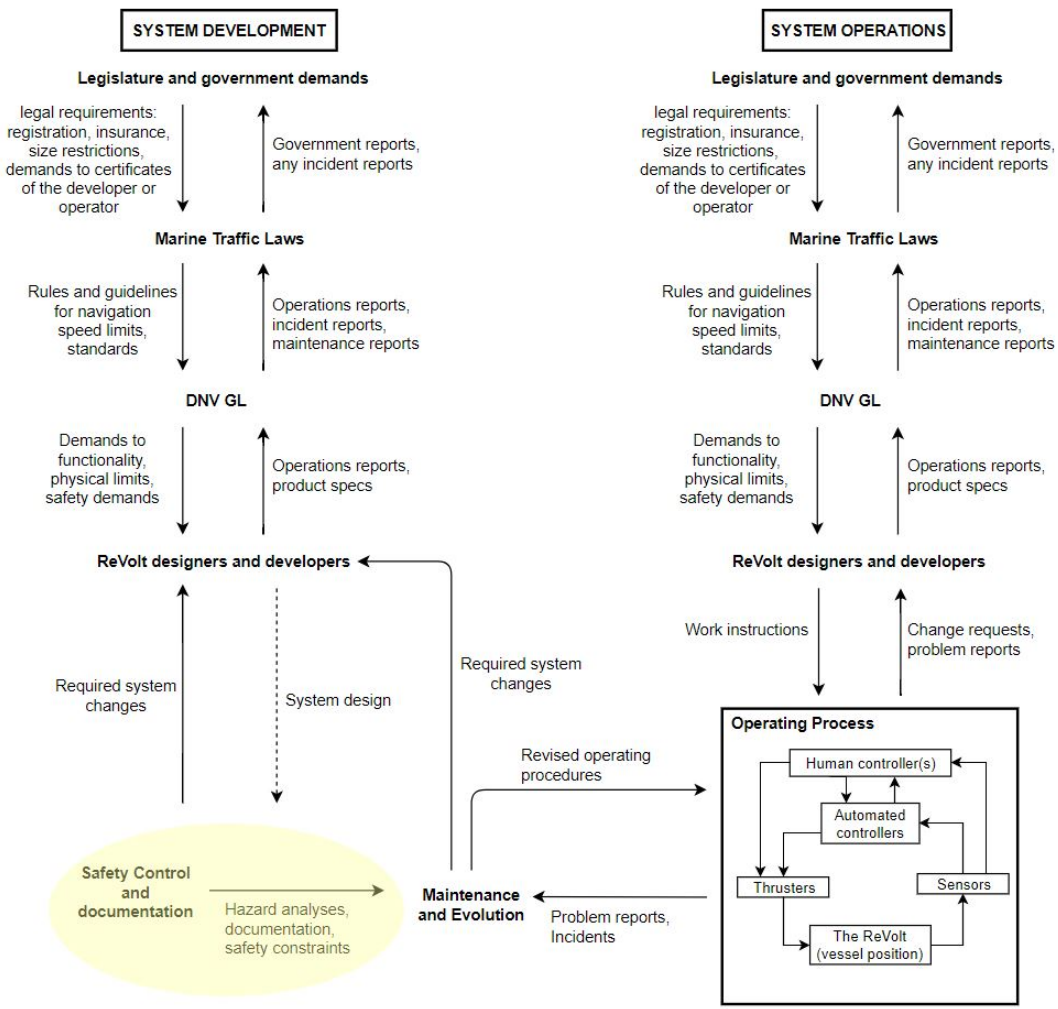 SYSTEM DEVELOPMENT
Legislature and government demands
legal requirements:
registration, insurance,
size restrictions,
demands to certificates
of the developer or
operator
Government reports,
any incident reports
Marine Traffic Laws
Rules and guidelines
for navigation
speed limits,
standards
Operations reports,
incident reports,
maintenance reports
DNV GL
Demands to
functionality,
physical limits,
safety demands
Operations reports,
product specs
ReVolt designers and developers
Required system
changes
System design
Safety Control
and
documentation
Hazard analyses,
documentation,
safety constraints
Maintenance
and Evolution
Required system
changes
Revised operating
procedures
Problem reports,
Incidents
SYSTEM OPERATIONS
Legislature and government demands
legal requirements:
registration, insurance,
size restrictions,
demands to certificates
of the developer or
operator
Government reports,
any incident reports
Marine Traffic Laws
Rules and guidelines
for navigation
speed limits,
standards
Operations reports,
incident reports,
maintenance reports
DNV GL
Demands to
functionality,
physical limits,
safety demands
Operations reports,
product specs
ReVolt designers and developers
Work instructions
Change requests,
problem reports
Operating Process
Human controller(s)
Automated
controllers
Thrusters
Sensors
The ReVolt
(vessel position)